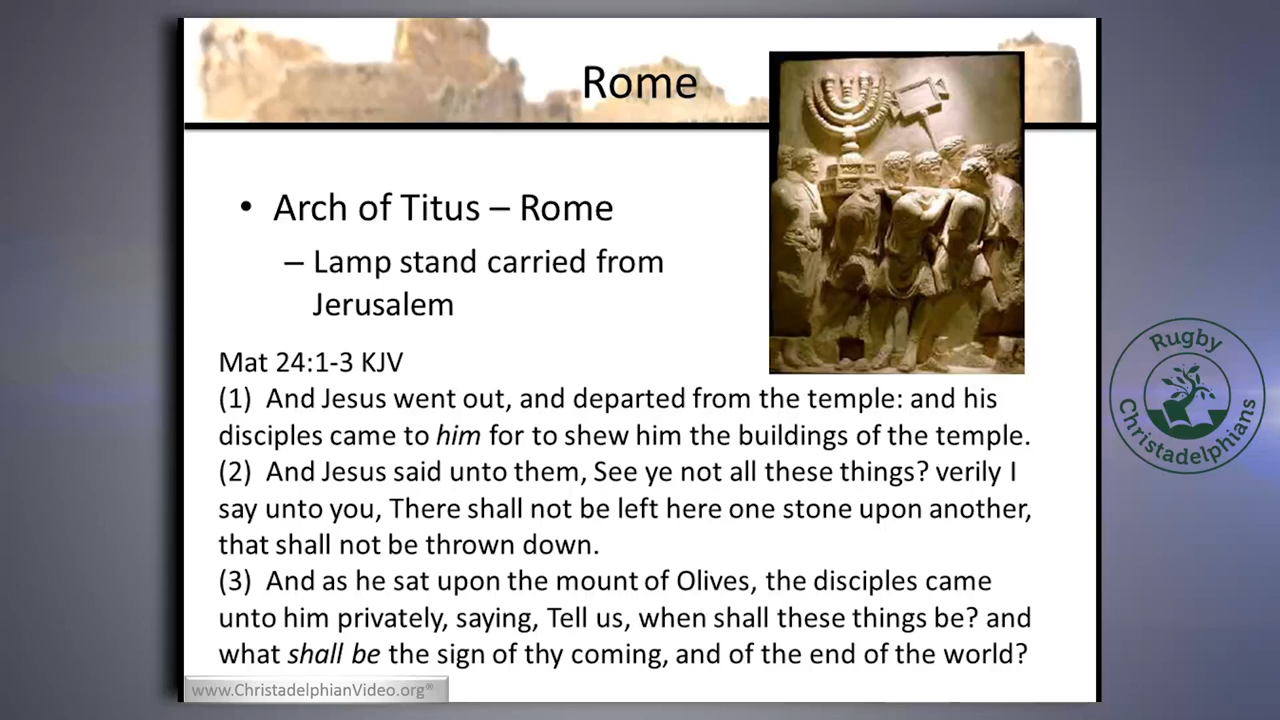 Rome
• Arch of Titus – Rome
– Lamp stand carried from
Jerusalem
Mat 24:1-3 KJV
(1) And Jesus went out, and departed from the temple: and his
disciples came to him for to shew him the buildings of the temple.
(2) And Jesus said unto them, See ye not all these things? verily I
say unto you, There shall not be left here one stone upon another,
that shall not be thrown down.
(3) And as he sat upon the mount of Olives, the disciples came
unto him privately, saying, Tell us, when shall these things be? and
what shall be the sign of thy coming, and of the end of the world?
www.ChristadelphianVideo.org®
Rugby
Christadelphians